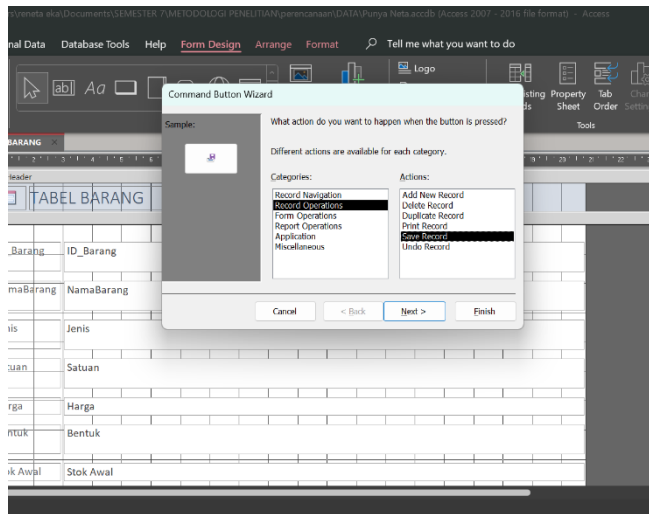 rs\reneta eka\Documents\SEMESTER 7\METODOLOGI PENELITIAN\perencanaan\DATA\Punya Neta.accdb (Access 2007 - 2016 file format) - Access
nal Data Database Tools Help Form Design Arrange Format Tell me what you want to do
ab Aa Logo
isting Property Tab
ds Sheet Order Settin
Tools
BARANG
Header
TABEL BARANG
_Barang ID_Barang
maBarang NamaBarang
nis Jenis
tuan Satuan
rga Harga
ntuk Bentuk
ok Awal Stok Awal
Command Button Wizard
Sample:
What action do you want to happen when the button is pressed?
Different actions are available for each category.
Categories: Actions:
Record Navigation Add New Record
Record Operations Delete Record
Form Operations Duplicate Record
Report Operations Print Record
Application Save Record
Miscellaneous Undo Record
Cancel < Back Next > Finish